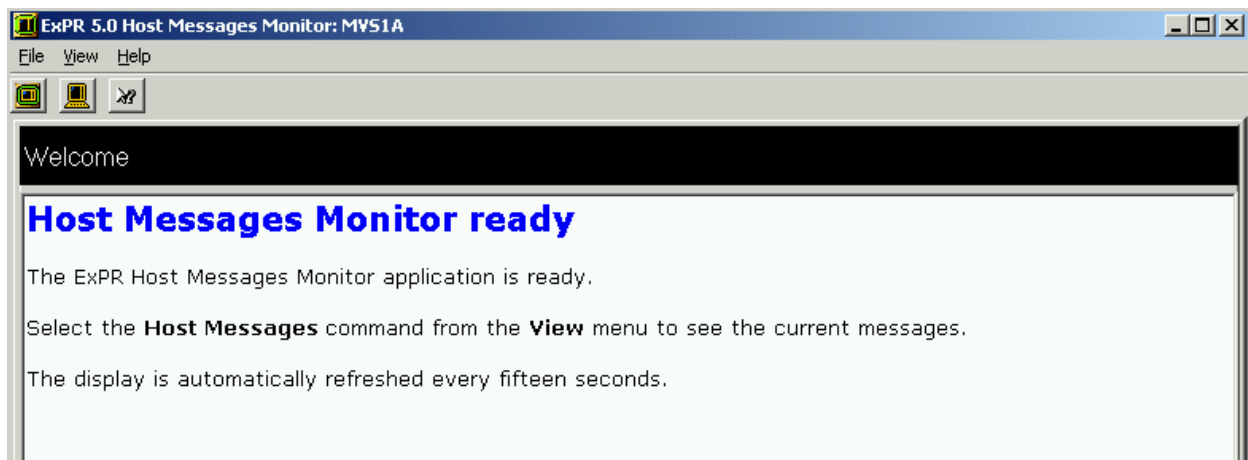 ExPR 5.0 Host Messages Monitor: MVS1A
File View Help
Welcome
Host Messages Monitor ready
The ExPR Host Messages Monitor application is ready.
Select the Host Messages command from the View menu to see the current messages.
The display is automatically refreshed every fifteen seconds.